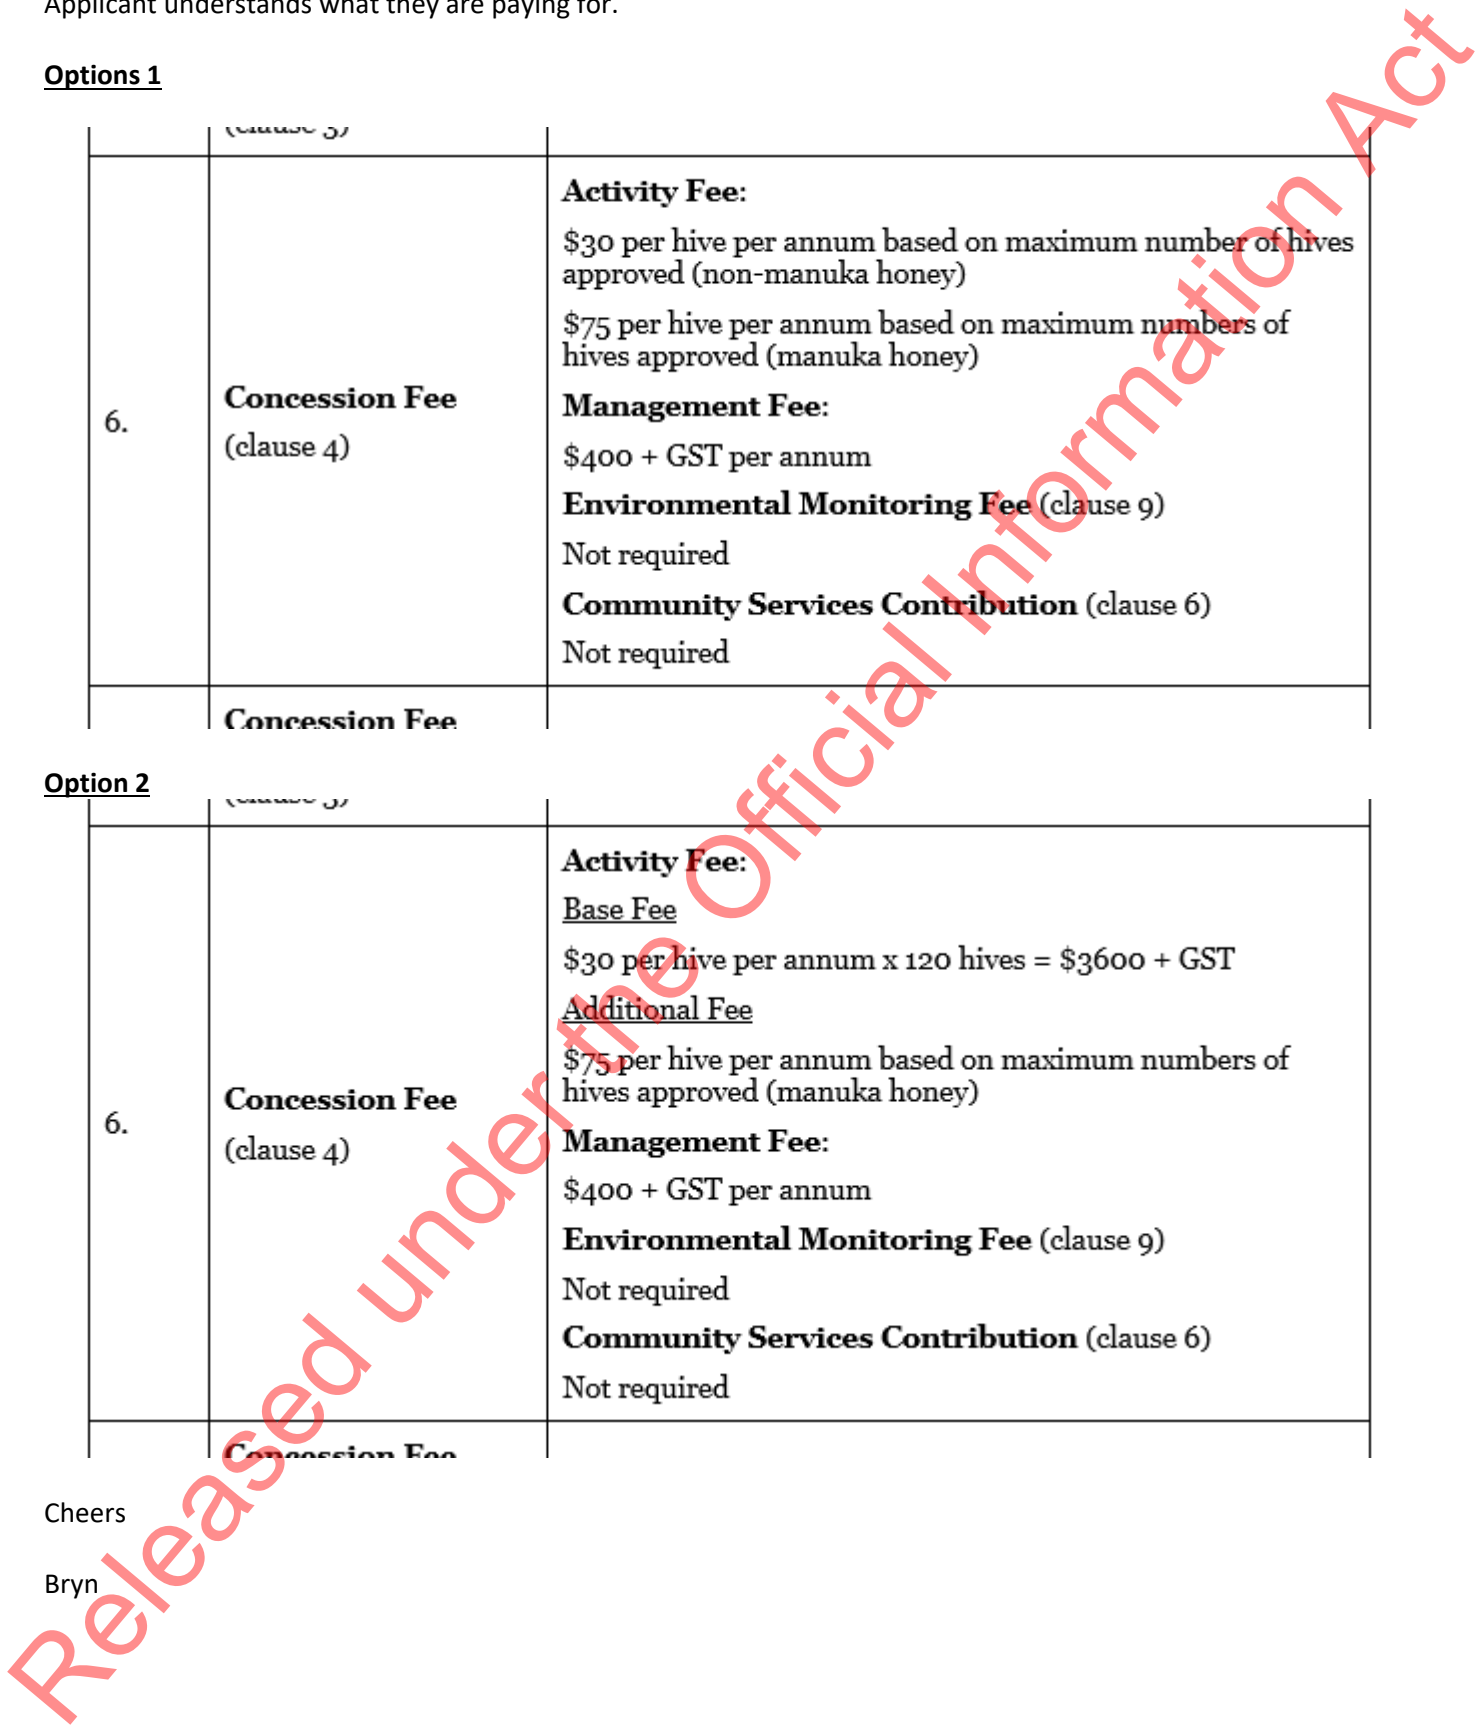 Applicant understands what they are paying for.
Options 1
(clause 3)
Activity Fee:
$30 per hive per annum based on maximum number of hives
approved (non-manuka honey)
$75 per hive per annum based on maximum numbers of
hives approved (manuka honey)
6.
Concession Fee
(clause 4)
Management Fee:
$400 + GST per annum
Environmental Monitoring Fee (clause 9)
Not required
Community Services Contribution (clause 6)
Not required
Concession Fee
Option 2
(clause 3)
Activity Fee:
Base Fee
$30 per hive per annum x 120 hives = $3600 + GST
Additional Fee
$75 per hive per annum based on maximum numbers of
hives approved (manuka honey)
6.
Concession Fee
(clause 4)
Management Fee:
$400 + GST per annum
Environmental Monitoring Fee (clause 9)
Not required
Community Services Contribution (clause 6)
Not required
Concession Fee
Cheers
Bryn
Released under the Official Information Act